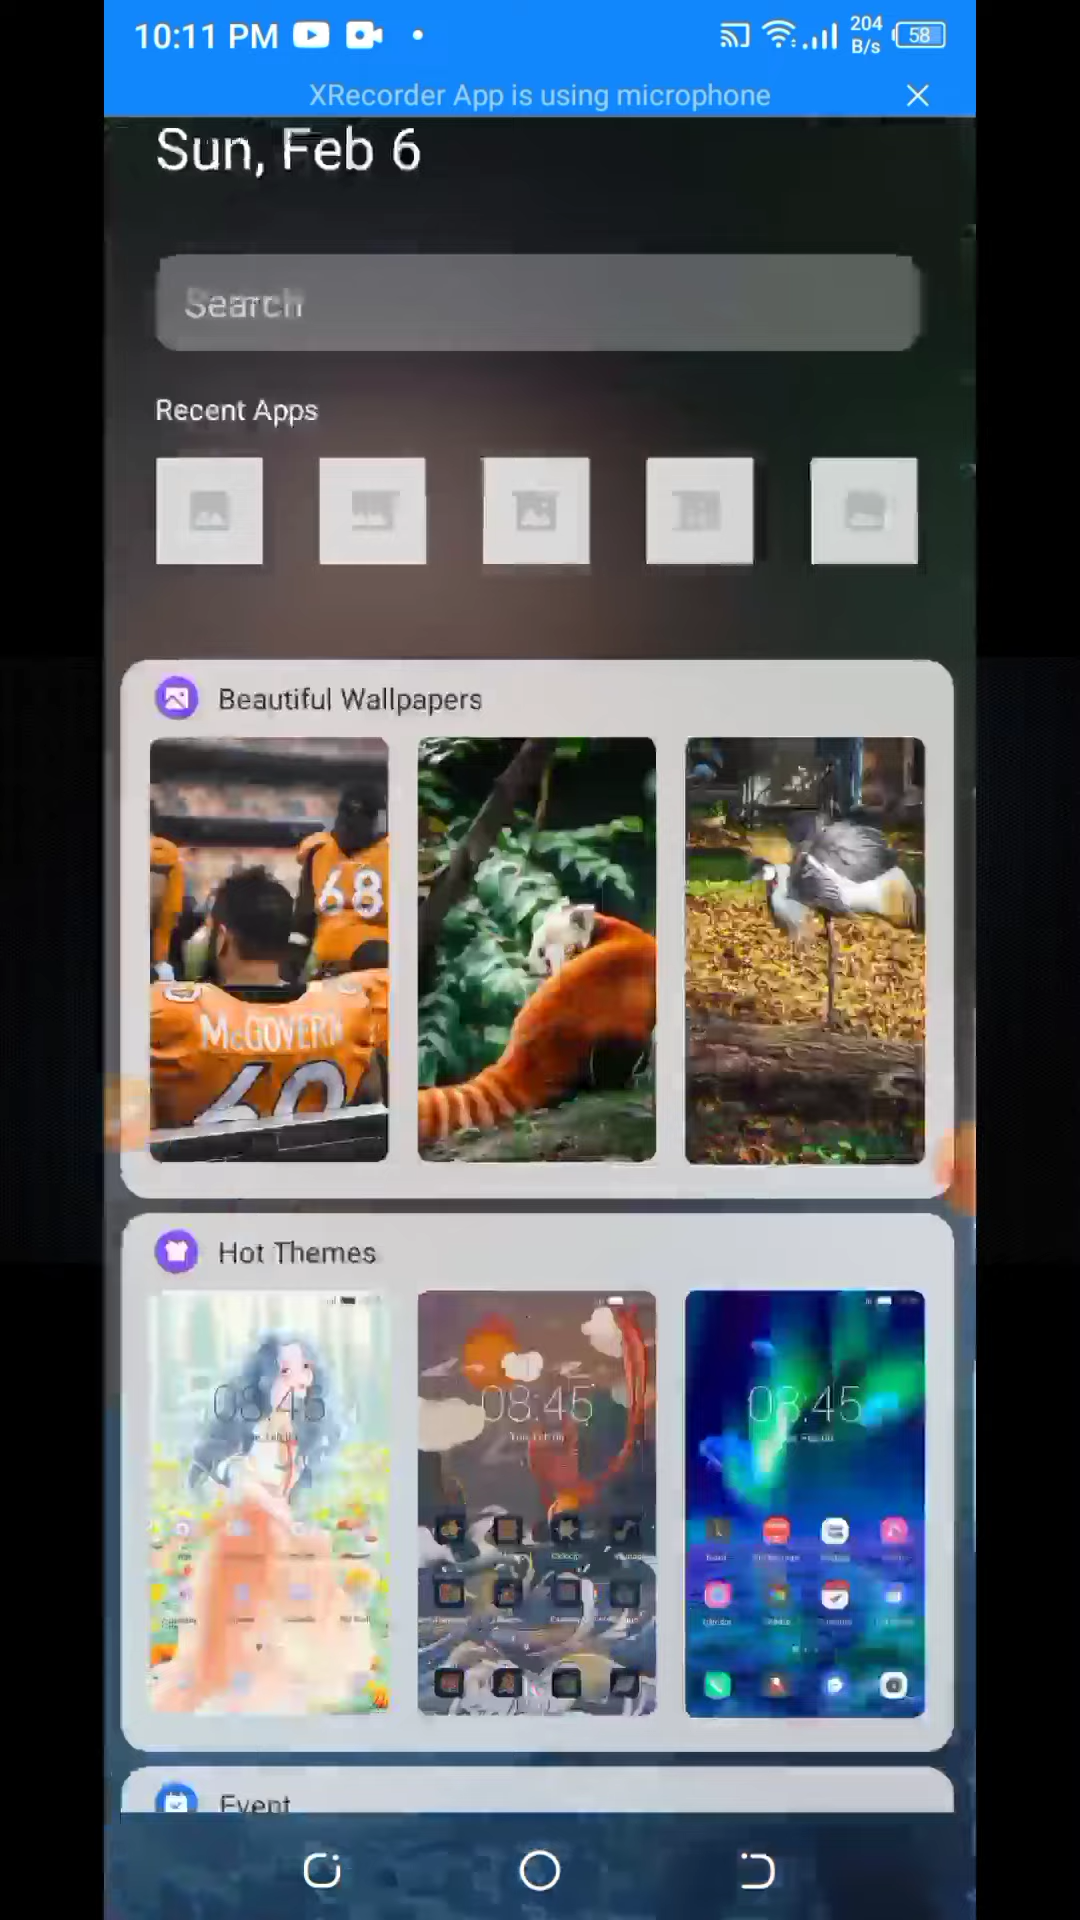 10:11 PM
204
B/s
58
XRecorder App is using microphone
Sun, Feb 6
Search
Recent Apps
Beautiful Wallpapers
68
McGOVERN
60
Hot Themes
08:45
08:45
08:45
Event